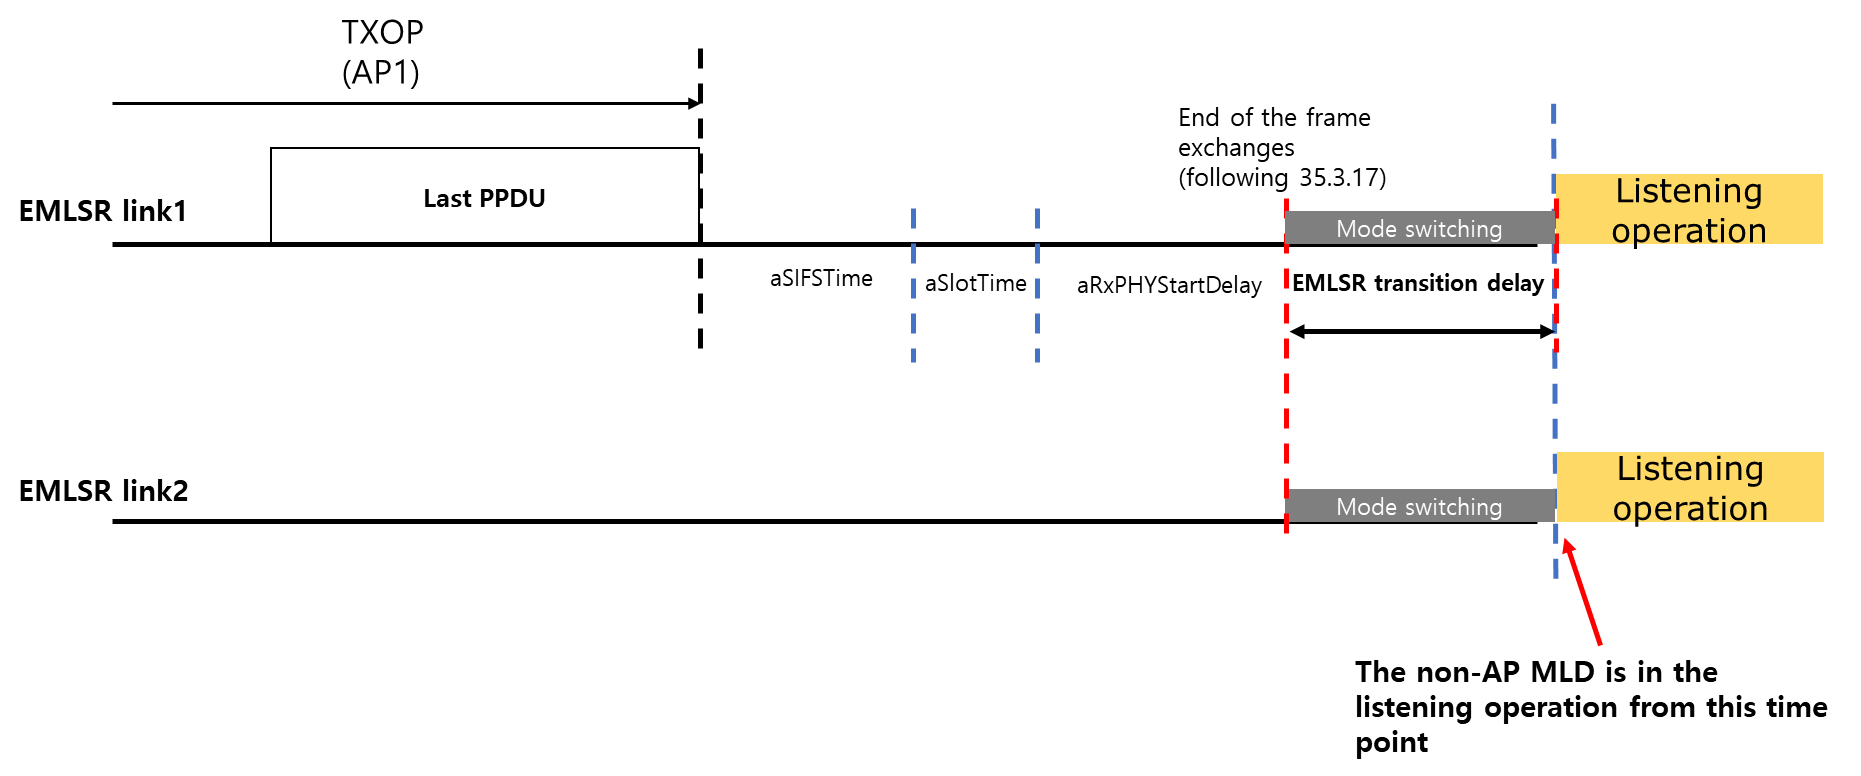 TXOP
(AP1)
End of the frame
exchanges
(following 35.3.17)
Listening
operation
Last PPDU
EMLSR link1
Mode switching
aSIFSTime
aSlotTime
aRxPHYStartDelay
EMLSR transition delay
Listening
operation
EMLSR link2
Mode switching
The non-AP MLD is in the
listening operation from this time
point